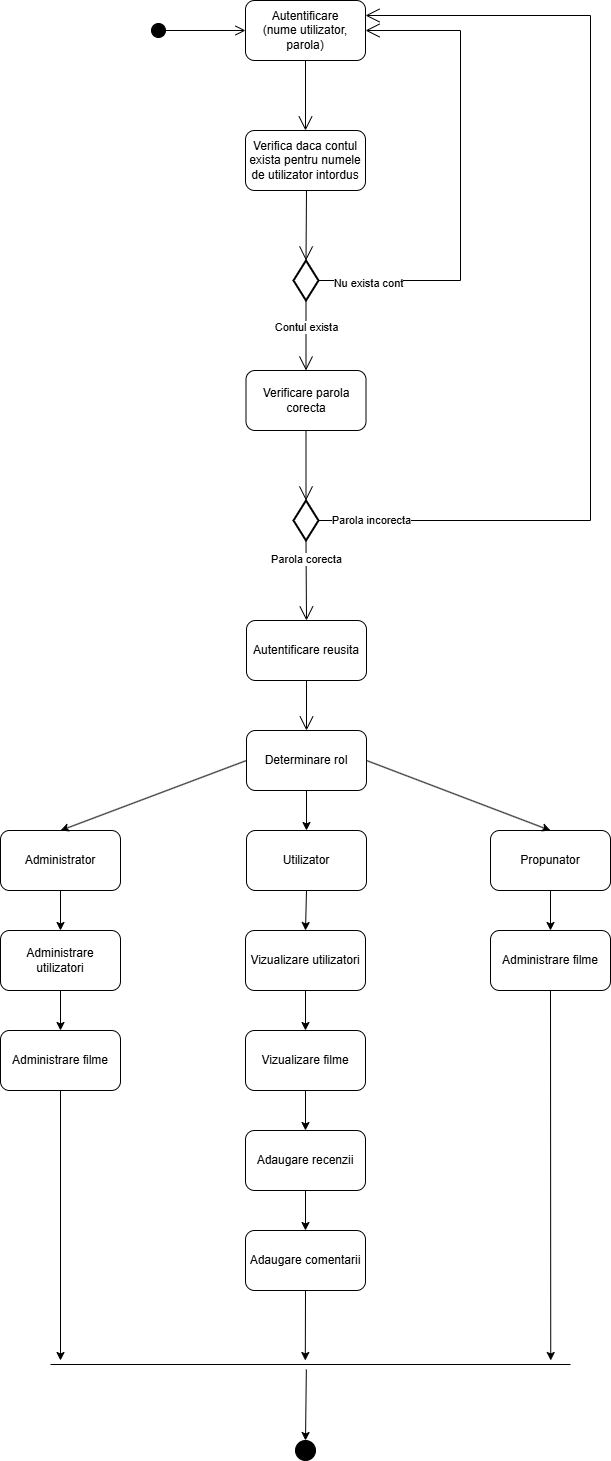 Autentificare
(nume utilizator,
parola)
Verifica daca contul
exista pentru numele
de utilizator intordus
Nu exista cont
Contul exista
Verificare parola
corecta
Parola incorecta
Parola corecta
Autentificare reusita
Determinare rol
Administrator
Utilizator
Propunator
Administrare
utilizatori
Vizualizare utilizatori
Administrare filme
Administrare filme
Vizualizare filme
Adaugare recenzii
Adaugare comentarii